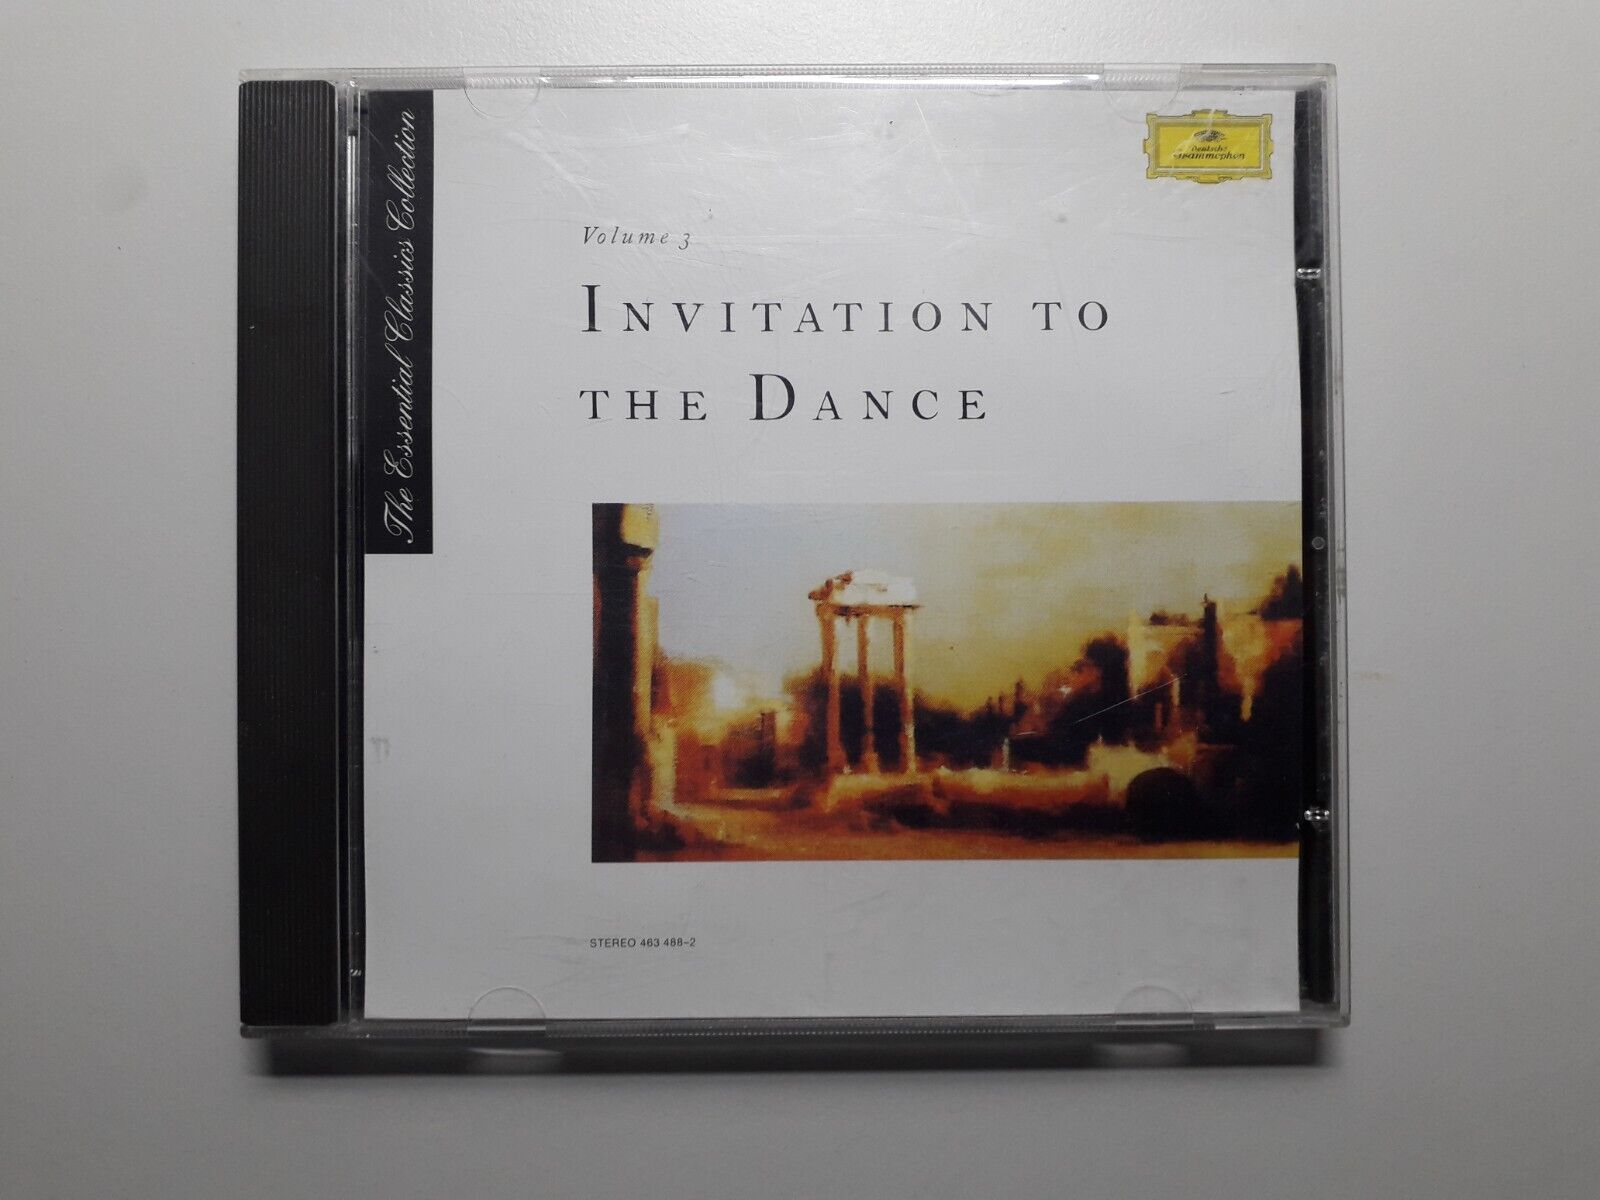 The Essential Classics Collection
Deutsche
Grammophon
Volume 3
INVITATION TO
THE DANCE
STEREO 463 488-2